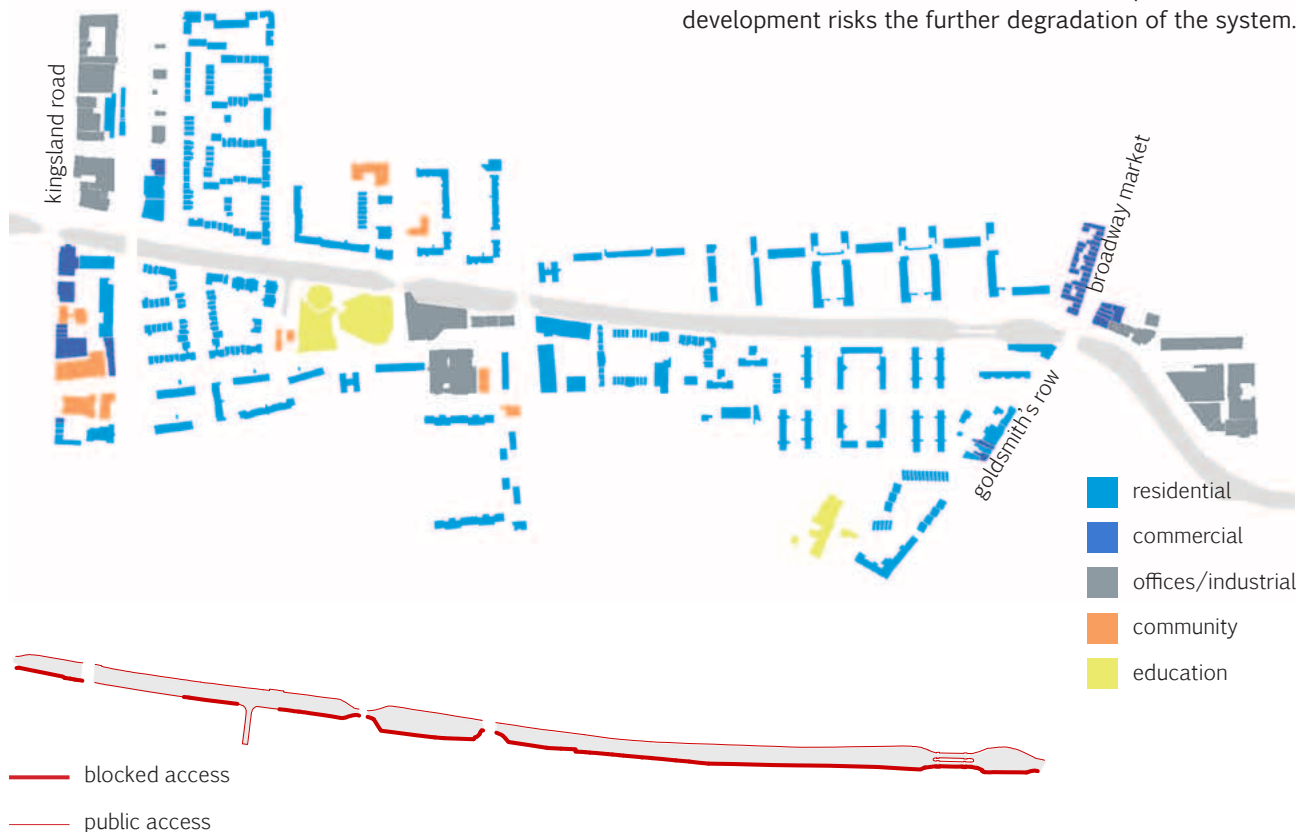 development risks the further degradation of the system.
kingsland road
broadway market
goldsmith's row
residential
commercial
offices/industrial
community
education
blocked access
public access